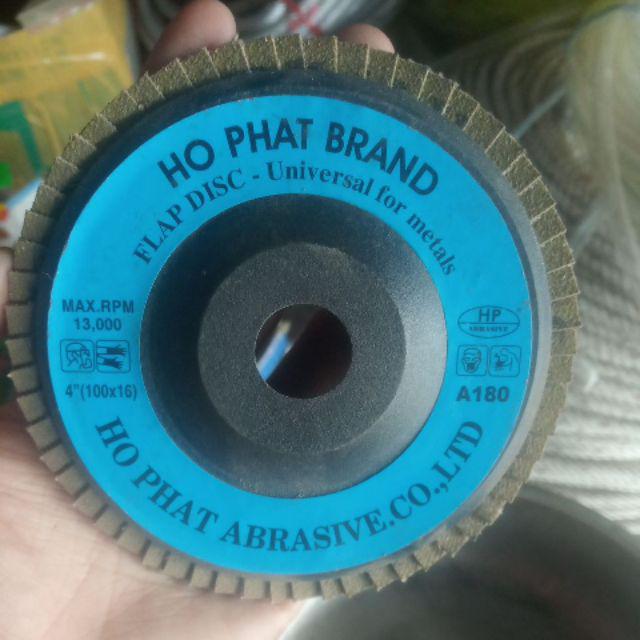 HO PHAT BRAND
FLAP DISC - Universal for metals
MAX.RPM
13,000
4"(100x16)
HP
ABRASIVE
A180
HO PHAT ABRASIVE.CO.,LTD